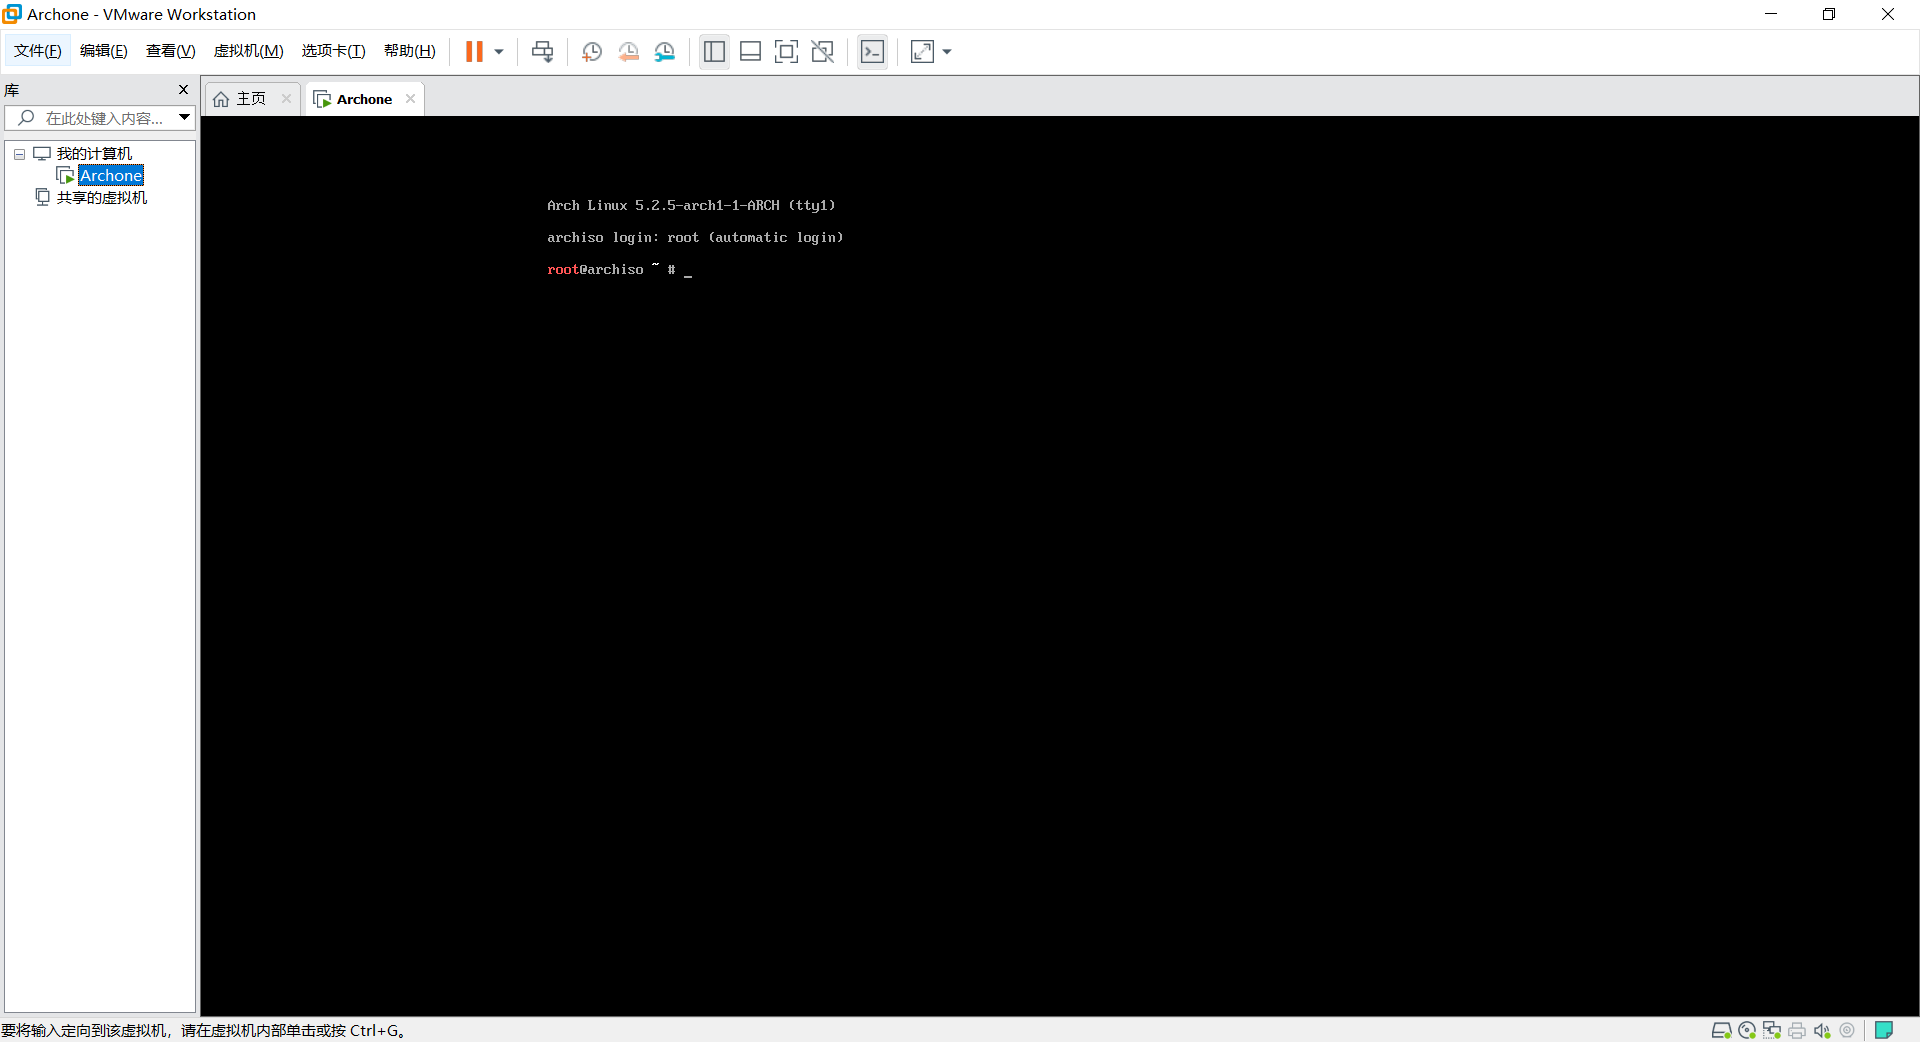 Archone - VMware Workstation
文件(F) 编辑(E) 查看(V) 虚拟机(M) 选项卡(T) 帮助(H)
库
在此处键入内容...
我的计算机
Archone
共享的虚拟机
主页
Archone
Arch Linux 5.2.5-arch1-1-ARCH (tty1)
archiso login: root (automatic login)
root@archiso ~ # _
要将输入定向到该虚拟机，请在虚拟机内部单击或按 Ctrl+G。